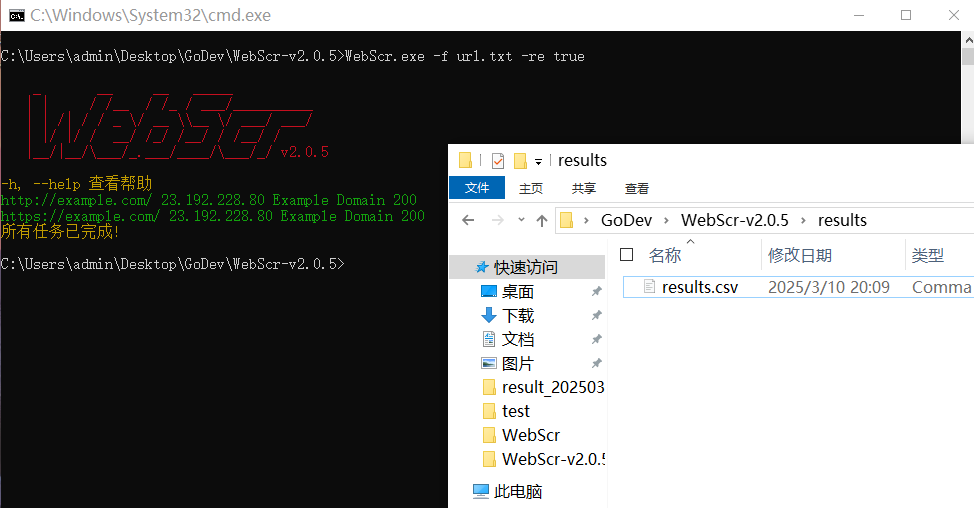 C:\Windows\System32\cmd.exe
C:\Users\admin\Desktop\GoDev\WebScr-v2.0.5>WebScr.exe -f url.txt -re true
WebScr
v2.0.5
-h, --help 查看帮助
http://example.com/ 23.192.228.80 Example Domain 200
https://example.com/ 23.192.228.80 Example Domain 200
所有任务已完成!
C:\Users\admin\Desktop\GoDev\WebScr-v2.0.5>
results
文件 主页 共享 查看
GoDev > WebScr-v2.0.5 > results
名称 修改日期 类型
results.csv 2025/3/10 20:09 Comma
快速访问
桌面
下载
文档
图片
result_202503
test
WebScr
WebScr-v2.0.5
此电脑